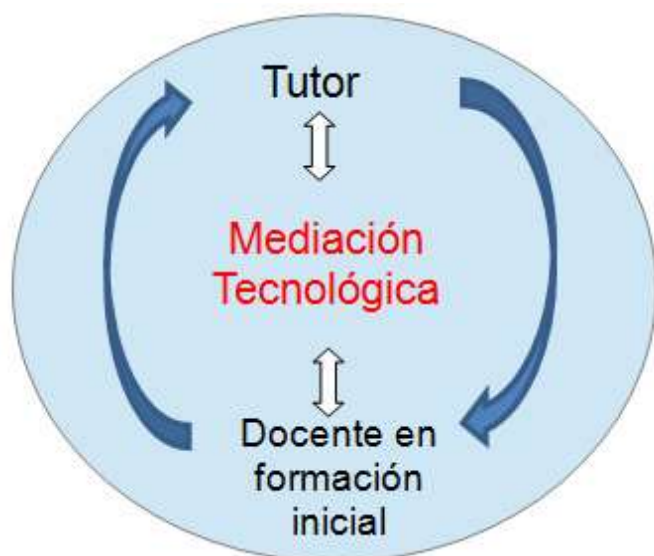 Tutor
Mediación
Tecnológica
Docente en
formación
inicial